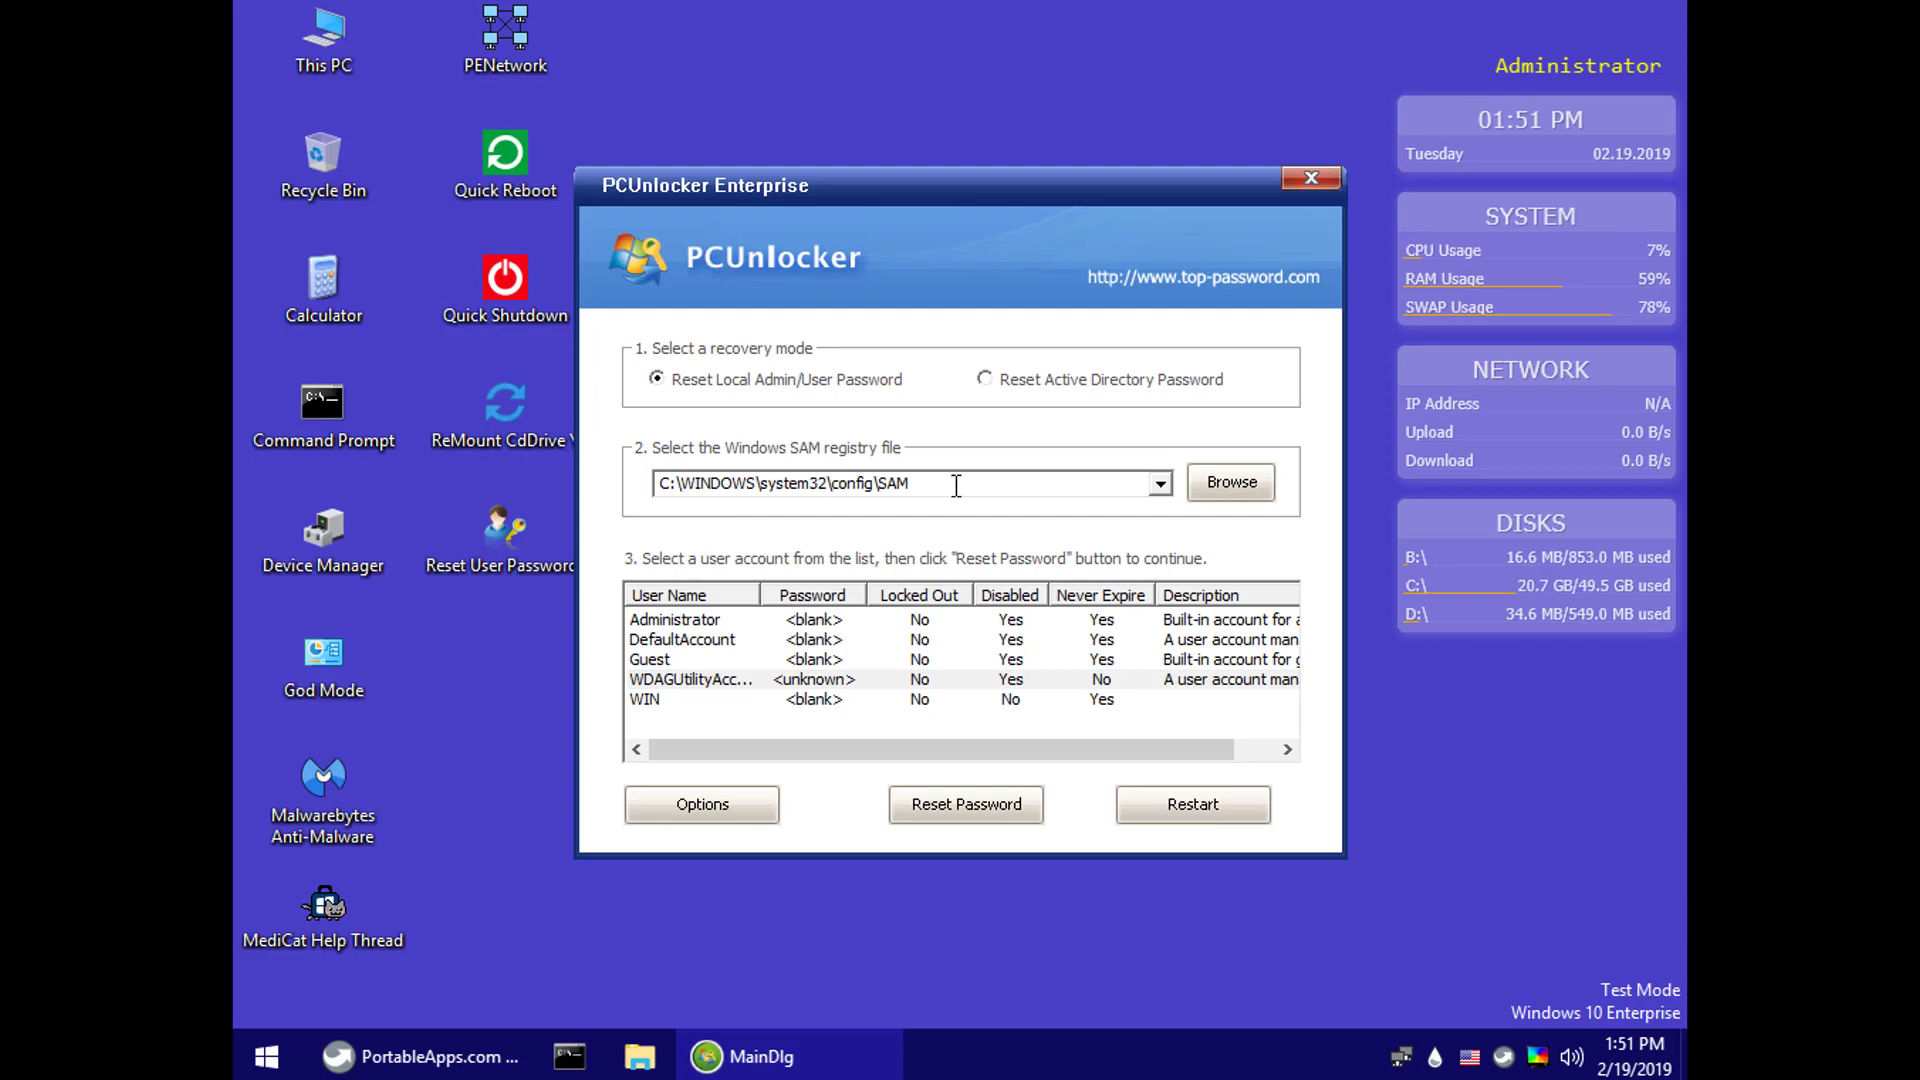 This PC
PENetwork
Recycle Bin
Quick Reboot
Calculator
Quick Shutdown
Command Prompt
ReMount CdDrive Y
Device Manager
Reset User Password
God Mode
Malwarebytes
Anti-Malware
MediCat Help Thread
PCUnlocker Enterprise
PCUnlocker
http://www.top-password.com
1. Select a recovery mode
Reset Local Admin/User Password
Reset Active Directory Password
2. Select the Windows SAM registry file
C:\WINDOWS\system32\config\SAM
Browse
3. Select a user account from the list, then click "Reset Password" button to continue.
User Name Password Locked Out Disabled Never Expire Description
Administrator <blank> No Yes Yes Built-in account for a
DefaultAccount <blank> No Yes Yes A user account man
Guest <blank> No Yes Yes Built-in account for g
WDAGUtilityAcc... <unknown> No Yes No A user account man
WIN <blank> No No Yes
Options
Reset Password
Restart
Administrator
01:51 PM
Tuesday 02.19.2019
SYSTEM
CPU Usage 7%
RAM Usage 59%
SWAP Usage 78%
NETWORK
IP Address N/A
Upload 0.0 B/s
Download 0.0 B/s
DISKS
B:\ 16.6 MB/853.0 MB used
C:\ 20.7 GB/49.5 GB used
D:\ 34.6 MB/549.0 MB used
Test Mode
Windows 10 Enterprise
PortableApps.com ...
MainDlg
1:51 PM
2/19/2019